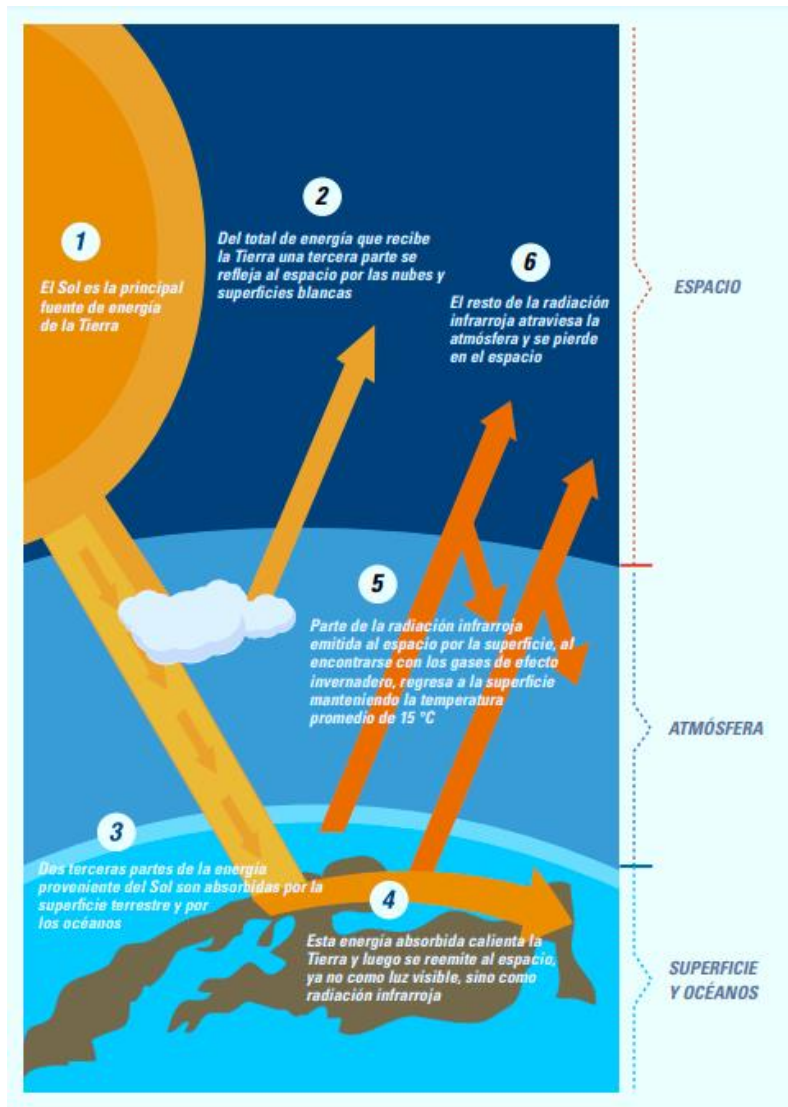 1
El Sol es la principal
fuente de energía
de la Tierra
2
Del total de energía que recibe
la Tierra una tercera parte se
refleja al espacio por las nubes y
superficies blancas
6
El resto de la radiación
infrarroja atraviesa la
atmósfera y se pierde
en el espacio
ESPACIO
5
Parte de la radiación infrarroja
emitida al espacio por la superficie, al
encontrarse con los gases de efecto
invernadero, regresa a la superficie
manteniendo la temperatura
promedio de 15 °C
ATMÓSFERA
3
Dos terceras partes de la energía
proveniente del Sol son absorbidas por la
superficie terrestre y por
los océanos
4
Esta energía absorbida calienta la
Tierra y luego se reemite al espacio,
ya no como luz visible, sino como
radiación infrarroja
SUPERFICIE
Y OCÉANOS